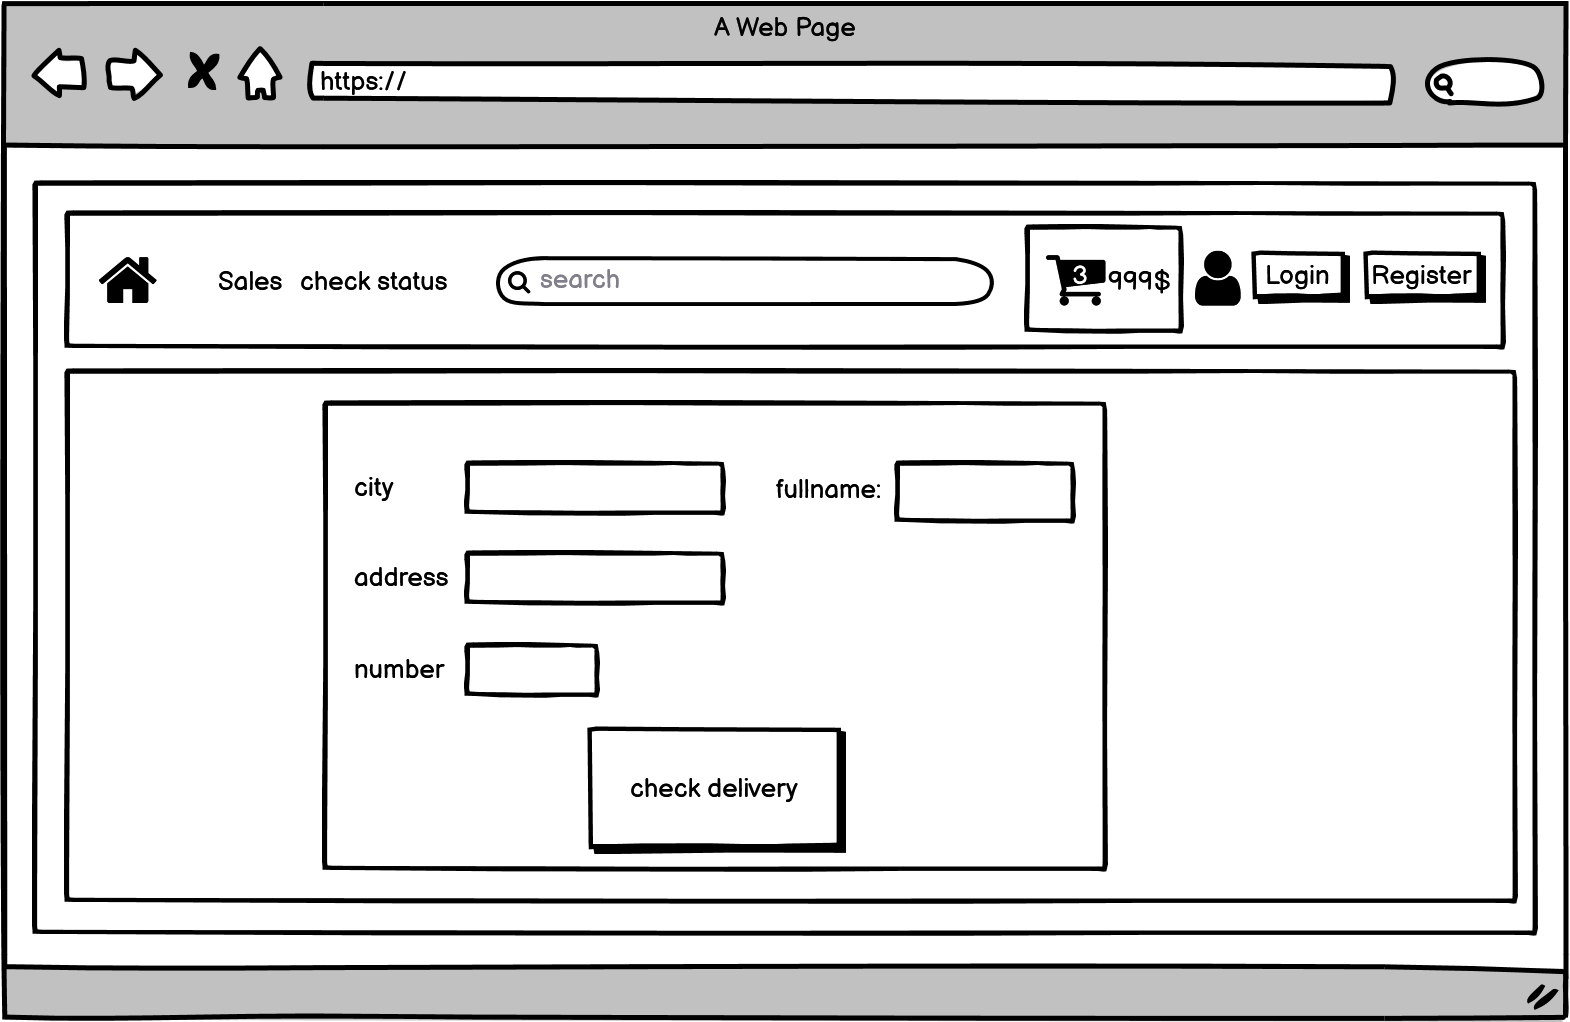 A Web Page
https://
Sales check status search 3 999$ Login Register
city fullname:
address
number
check delivery